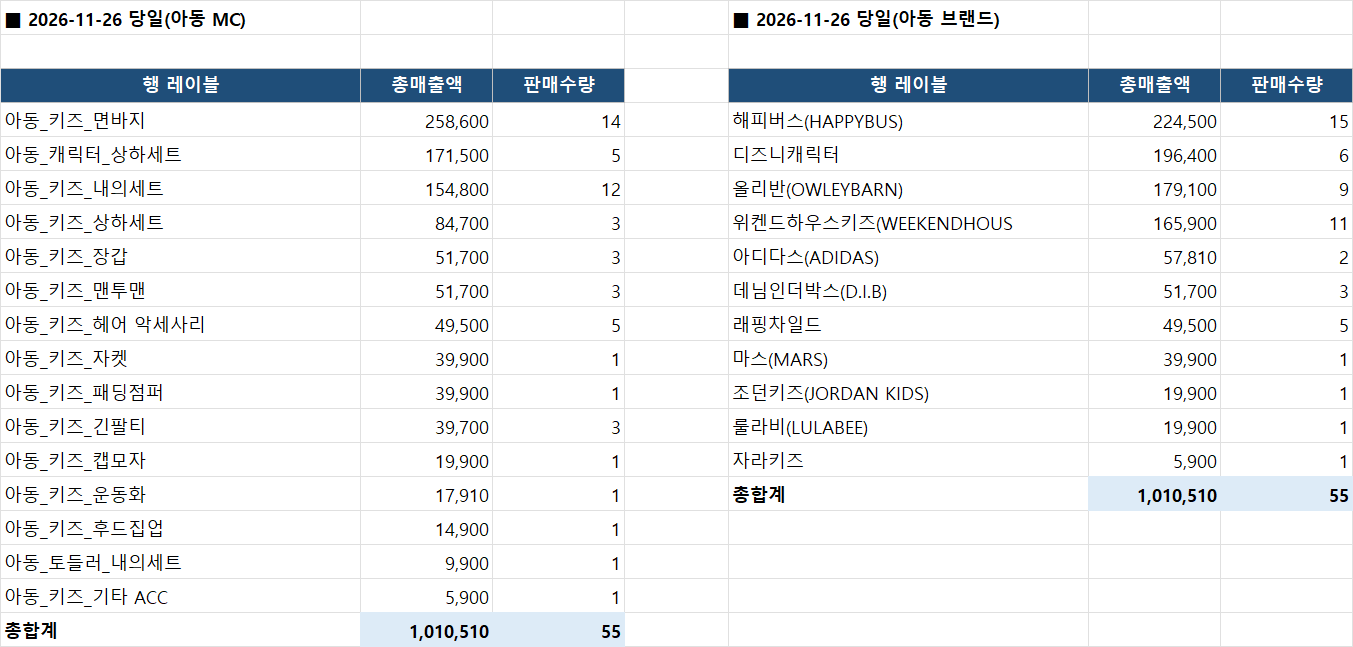 ■ 2026-11-26 당일(아동 MC)
행 레이블 총매출액 판매수량
아동_키즈_면바지 258,600 14
아동_캐릭터_상하세트 171,500 5
아동_키즈_내의세트 154,800 12
아동_키즈_상하세트 84,700 3
아동_키즈_장갑 51,700 3
아동_키즈_맨투맨 51,700 3
아동_키즈_헤어 악세사리 49,500 5
아동_키즈_자켓 39,900 1
아동_키즈_패딩점퍼 39,900 1
아동_키즈_긴팔티 39,700 3
아동_키즈_캡모자 19,900 1
아동_키즈_운동화 17,910 1
아동_키즈_후드집업 14,900 1
아동_토들러_내의세트 9,900 1
아동_키즈_기타 ACC 5,900 1
총합계 1,010,510 55
■ 2026-11-26 당일(아동 브랜드)
행 레이블 총매출액 판매수량
해피버스(HAPPYBUS) 224,500 15
디즈니캐릭터 196,400 6
올리반(OWLEYBARN) 179,100 9
위켄드하우스키즈(WEEKENDHOUS 165,900 11
아디다스(ADIDAS) 57,810 2
데님인더박스(D.I.B) 51,700 3
래핑차일드 49,500 5
마스(MARS) 39,900 1
조던키즈(JORDAN KIDS) 19,900 1
룰라비(LULABEE) 19,900 1
자라키즈 5,900 1
총합계 1,010,510 55